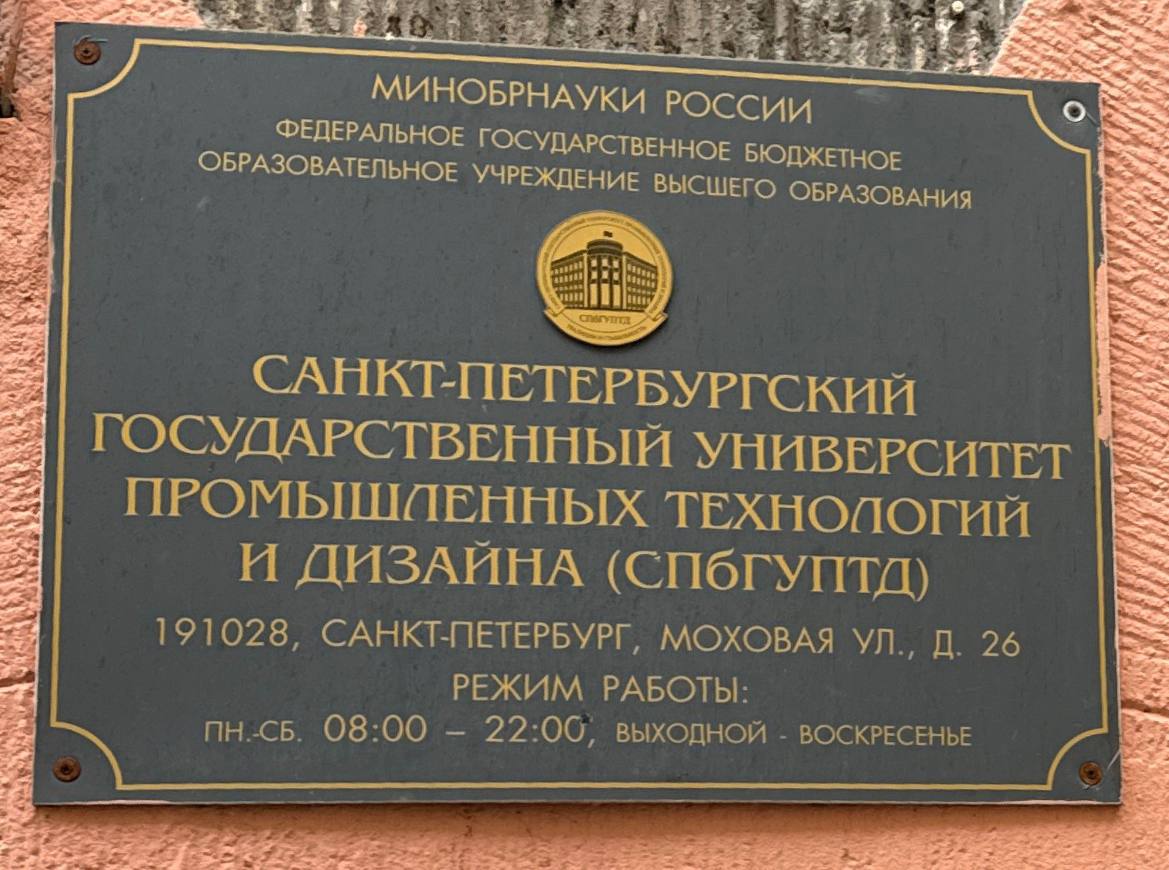 МИНОБРНАУКИ РОССИИ
ФЕДЕРАЛЬНОЕ ГОСУДАРСТВЕННОЕ БЮДЖЕТНОЕ
ОБРАЗОВАТЕЛЬНОЕ УЧРЕЖДЕНИЕ ВЫСШЕГО ОБРАЗОВАНИЯ
СПбГУПТД
САНКТ-ПЕТЕРБУРГСКИЙ
ГОСУДАРСТВЕННЫЙ УНИВЕРСИТЕТ
ПРОМЫШЛЕННЫХ ТЕХНОЛОГИЙ
И ДИЗАЙНА (СПбГУПТД)
191028, САНКТ-ПЕТЕРБУРГ, МОХОВАЯ УЛ., Д. 26
РЕЖИМ РАБОТЫ:
ПН.-СБ. 08:00 – 22:00, ВЫХОДНОЙ - ВОСКРЕСЕНЬЕ